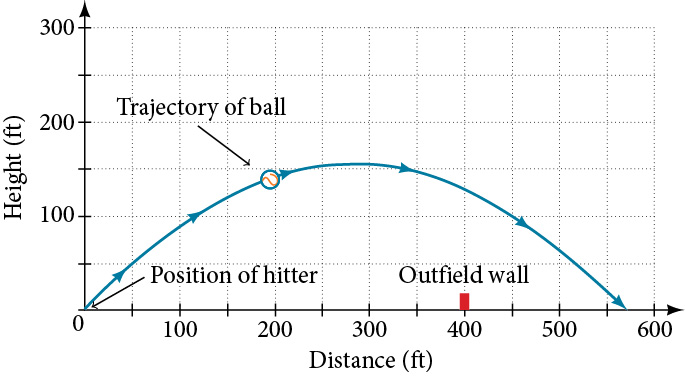 300
200
100
0
Height (ft)
Trajectory of ball
Position of hitter
Outfield wall
100 200 300 400 500 600
Distance (ft)